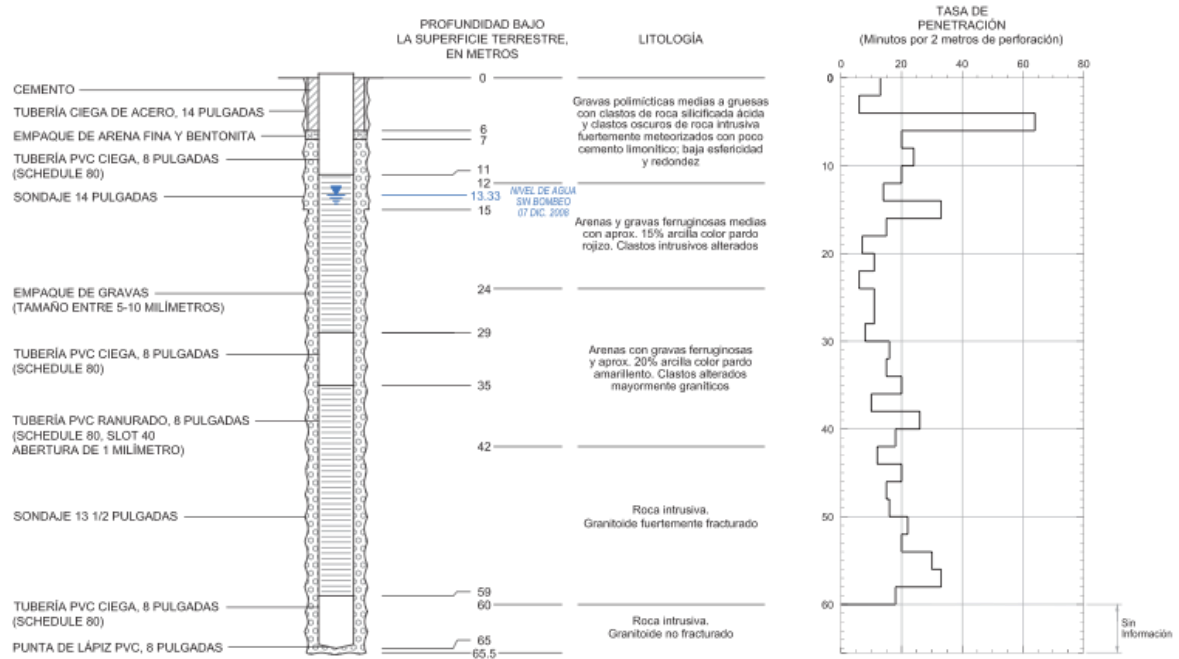 PROFUNDIDAD BAJO
LA SUPERFICIE TERRESTRE,
EN METROS
LITOLOGÍA
TASA DE
PENETRACIÓN
(Minutos por 2 metros de perforación)
CEMENTO
TUBERÍA CIEGA DE ACERO, 14 PULGADAS
EMPAQUE DE ARENA FINA Y BENTONITA
TUBERÍA PVC CIEGA, 8 PULGADAS
(SCHEDULE 80)
SONDAJE 14 PULGADAS
EMPAQUE DE GRAVAS
(TAMAÑO ENTRE 5-10 MILÍMETROS)
TUBERÍA PVC CIEGA, 8 PULGADAS
(SCHEDULE 80)
TUBERÍA PVC RANURADO, 8 PULGADAS
(SCHEDULE 80, SLOT 40
ABERTURA DE 1 MILÍMETRO)
SONDAJE 13 1/2 PULGADAS
TUBERÍA PVC CIEGA, 8 PULGADAS
(SCHEDULE 80)
PUNTA DE LÁPIZ PVC, 8 PULGADAS
0
6
7
11
12
13.33
15
24
29
35
42
59
60
65
65.5
NIVEL DE AGUA
SIN BOMBEO
07 DIC. 2008
Gravas polimícticas medias a gruesas
con clastos de roca silicificada ácida
y clastos oscuros de roca intrusiva
fuertemente meteorizados con poco
cemento limonítico; baja esfericidad
y redondez
Arenas y gravas ferruginosas medias
con aprox. 15% arcilla color pardo
rojizo. Clastos intrusivos alterados
Arenas con gravas ferruginosas
y aprox. 20% arcilla color pardo
amarillento. Clastos alterados
mayormente graníticos
Roca intrusiva.
Granitoide fuertemente fracturado
Roca intrusiva.
Granitoide no fracturado
0 20 40 60 80
0
10
20
30
40
50
60
Sin
Información